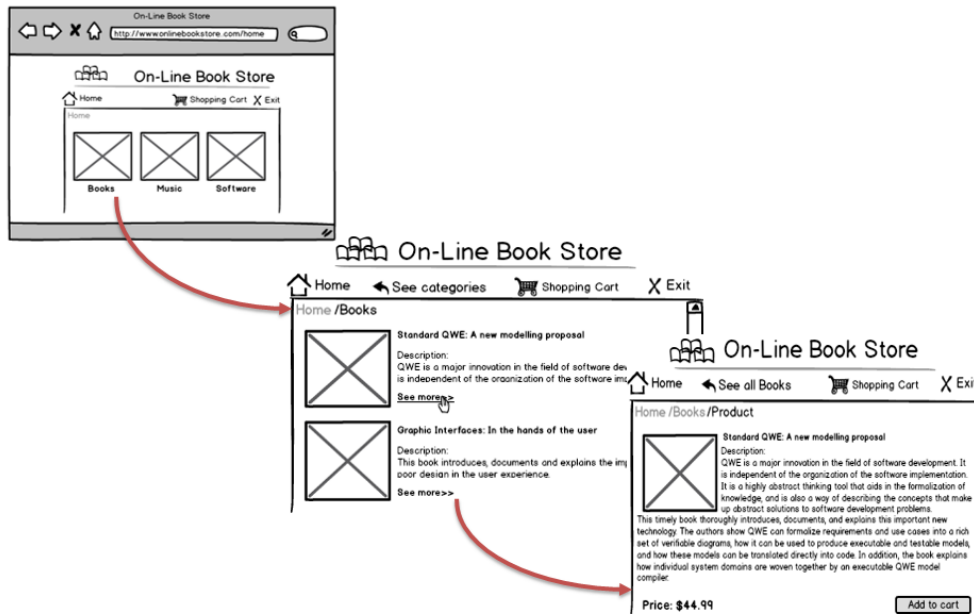 On-Line Book Store
http://www.onlinebookstore.com/home
On-Line Book Store
Home Shopping Cart Exit
Home
Books Music Software
On-Line Book Store
Home See categories Shopping Cart Exit
Home /Books
Standard QWE: A new modelling proposal
Description:
QWE is a major innovation in the field of software
is independent of the organization of the software
See more>>
Graphic Interfaces: In the hands of the user
Description:
This book introduces, documents and explains the
poor design in the user experience.
See more>>
On-Line Book Store
Home See all Books Shopping Cart Exit
Home /Books/Product
Standard QWE: A new modelling proposal
Description:
QWE is a major innovation in the field of software development. It
is independent of the organization of the software implementation.
It is a highly abstract thinking tool that aids in the formalization of
knowledge, and is also a way of describing the concepts that make
up abstract solutions to software development problems.
This timely book thoroughly introduces, documents, and explains this important new
technology. The authors show QWE can formalize requirements and use cases into a rich
set of verifiable diagrams, how it can be used to produce executable and testable models,
and how these models can be translated directly into code. In addition, the book explains
how individual system domains are woven together by an executable QWE model
compiler.
Price: $44.99 Add to cart